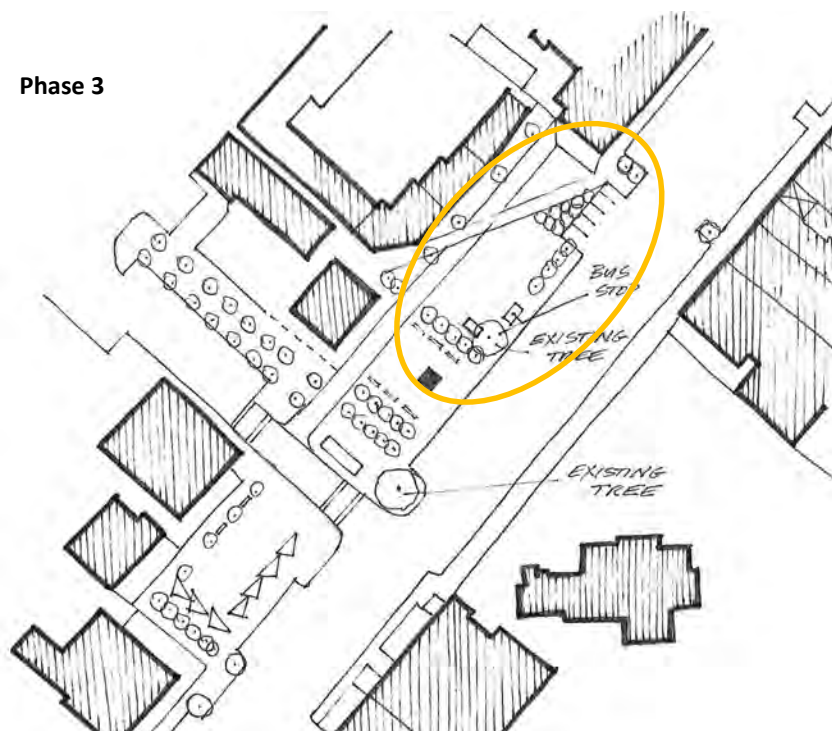 Phase 3
BUS
STOP
EXISTING
TREE
EXISTING
TREE